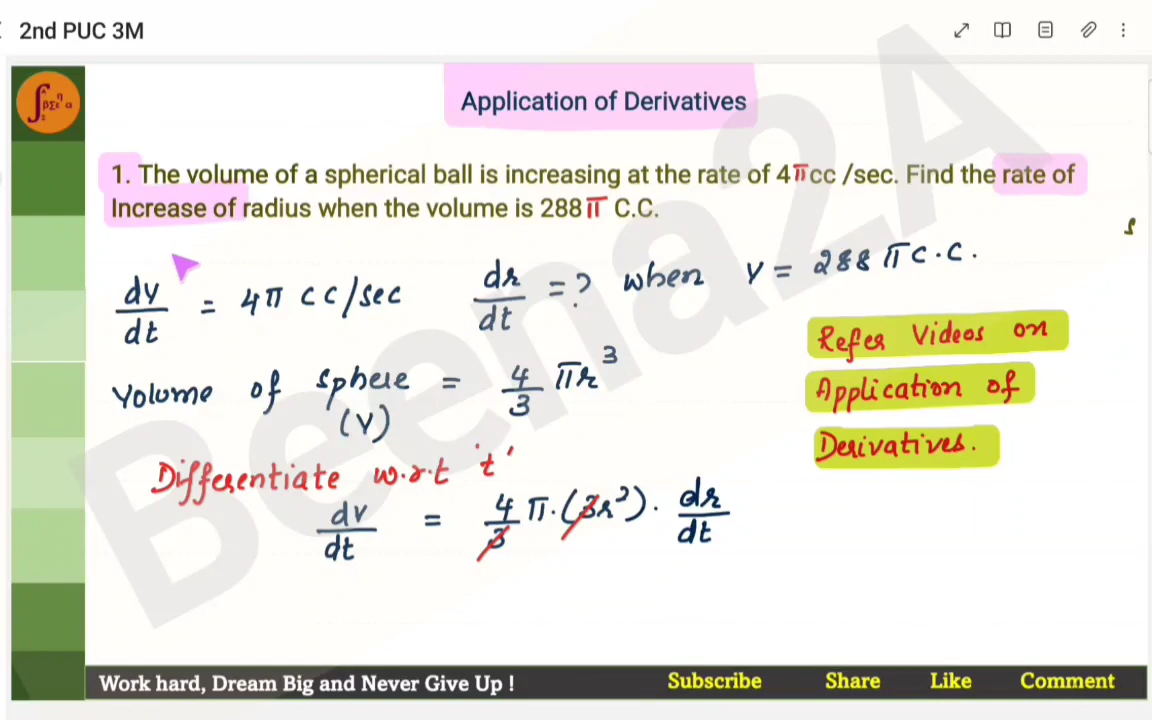 2nd PUC 3M
Application of Derivatives
1. The volume of a spherical ball is increasing at the rate of 4πcc /sec. Find the rate of
Increase of radius when the volume is 288π C.C.
dv/dt = 4π cc/sec dr/dt = ? when V = 288 π c.c.
Refer Videos on
Application of
Derivatives.
Volume of sphere = 4/3 πr³
(V)
Differentiate w.r.t 't'
dv/dt = 4/3 π.(3r²). dr/dt
Work hard, Dream Big and Never Give Up ! Subscribe Share Like Comment
Beena2A